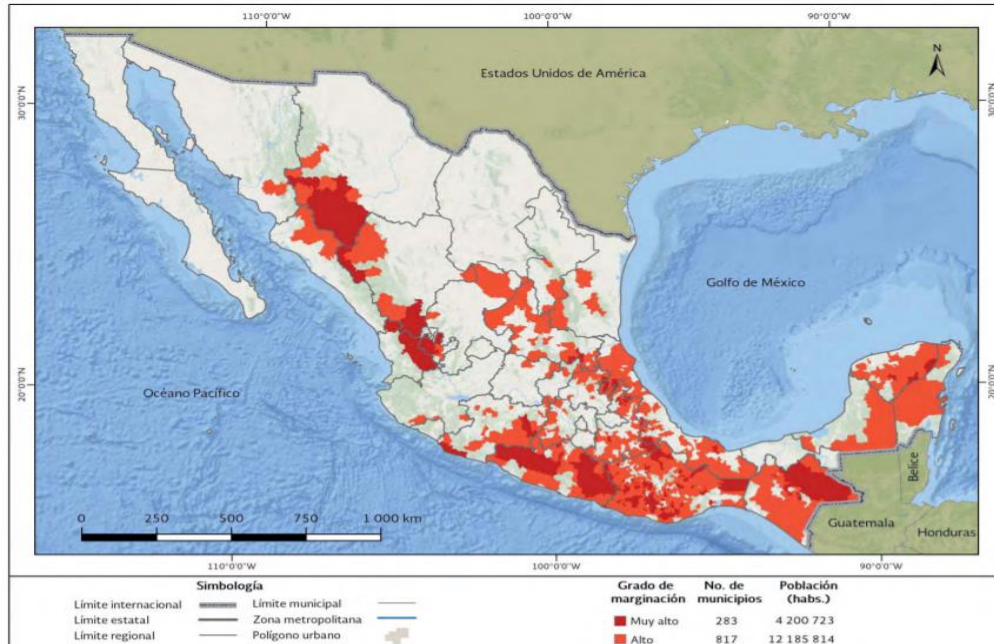 110°0'0"W 100°0'0"W 90°0'0"W
N
Estados Unidos de América
30°0'0"N 30°0'0"N
Golfo de México
20°0'0"N 20°0'0"N
Océano Pacífico
Belice
Guatemala
Honduras
0 250 500 750 1 000 km
110°0'0"W 100°0'0"W 90°0'0"W
Simbología
Límite internacional
Límite estatal
Límite regional
Límite municipal
Zona metropolitana
Polígono urbano
Grado de marginación No. de municipios Población (habs.)
Muy alto 283 4 200 723
Alto 817 12 185 814